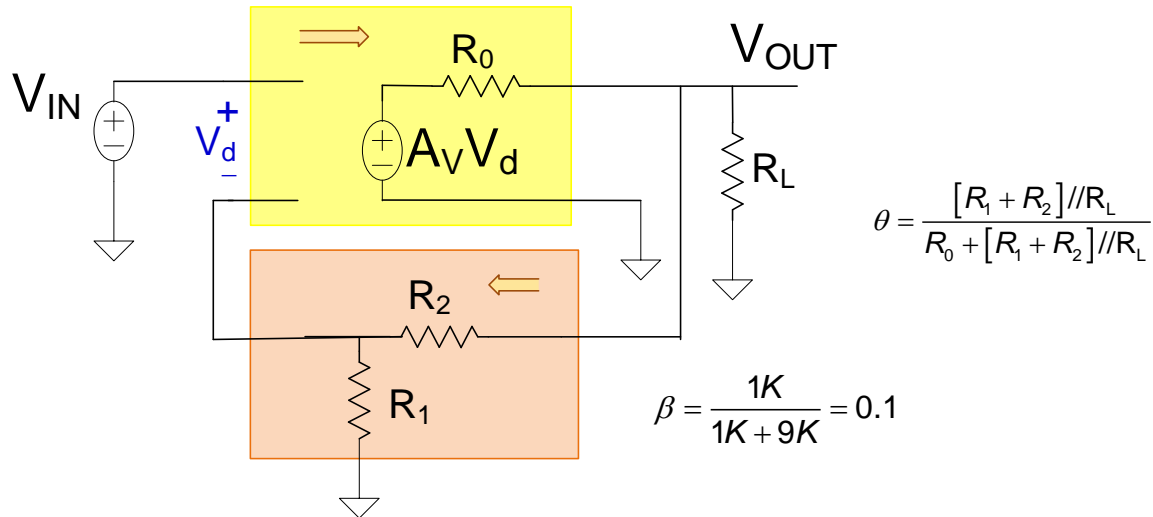 V_OUT
R_0
V_IN
+
−
+
V_d
−
+
−
A_V V_d
R_L
θ = [R_1 + R_2]//R_L / (R_0 + [R_1 + R_2]//R_L)
R_2
R_1
β = 1K / (1K + 9K) = 0.1